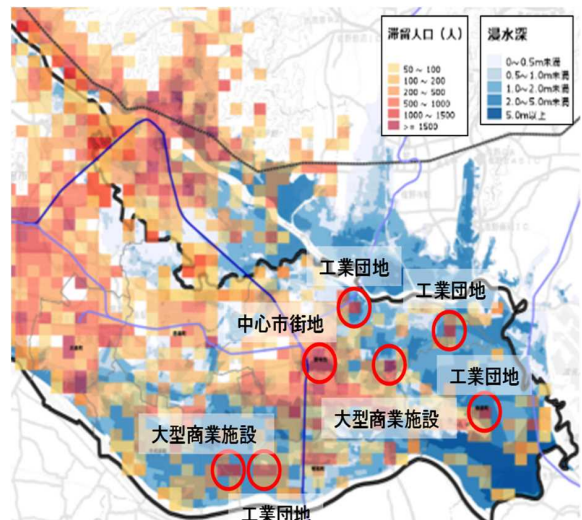 滞留人口（人）
50 ~ 100
100 ~ 200
200 ~ 500
500 ~ 1000
1000 ~ 1500
>= 1500
浸水深
0~0.5m未満
0.5~1.0m未満
1.0~2.0m未満
2.0~5.0m未満
5.0m以上
工業団地
工業団地
中心市街地
工業団地
大型商業施設
大型商業施設
工業団地